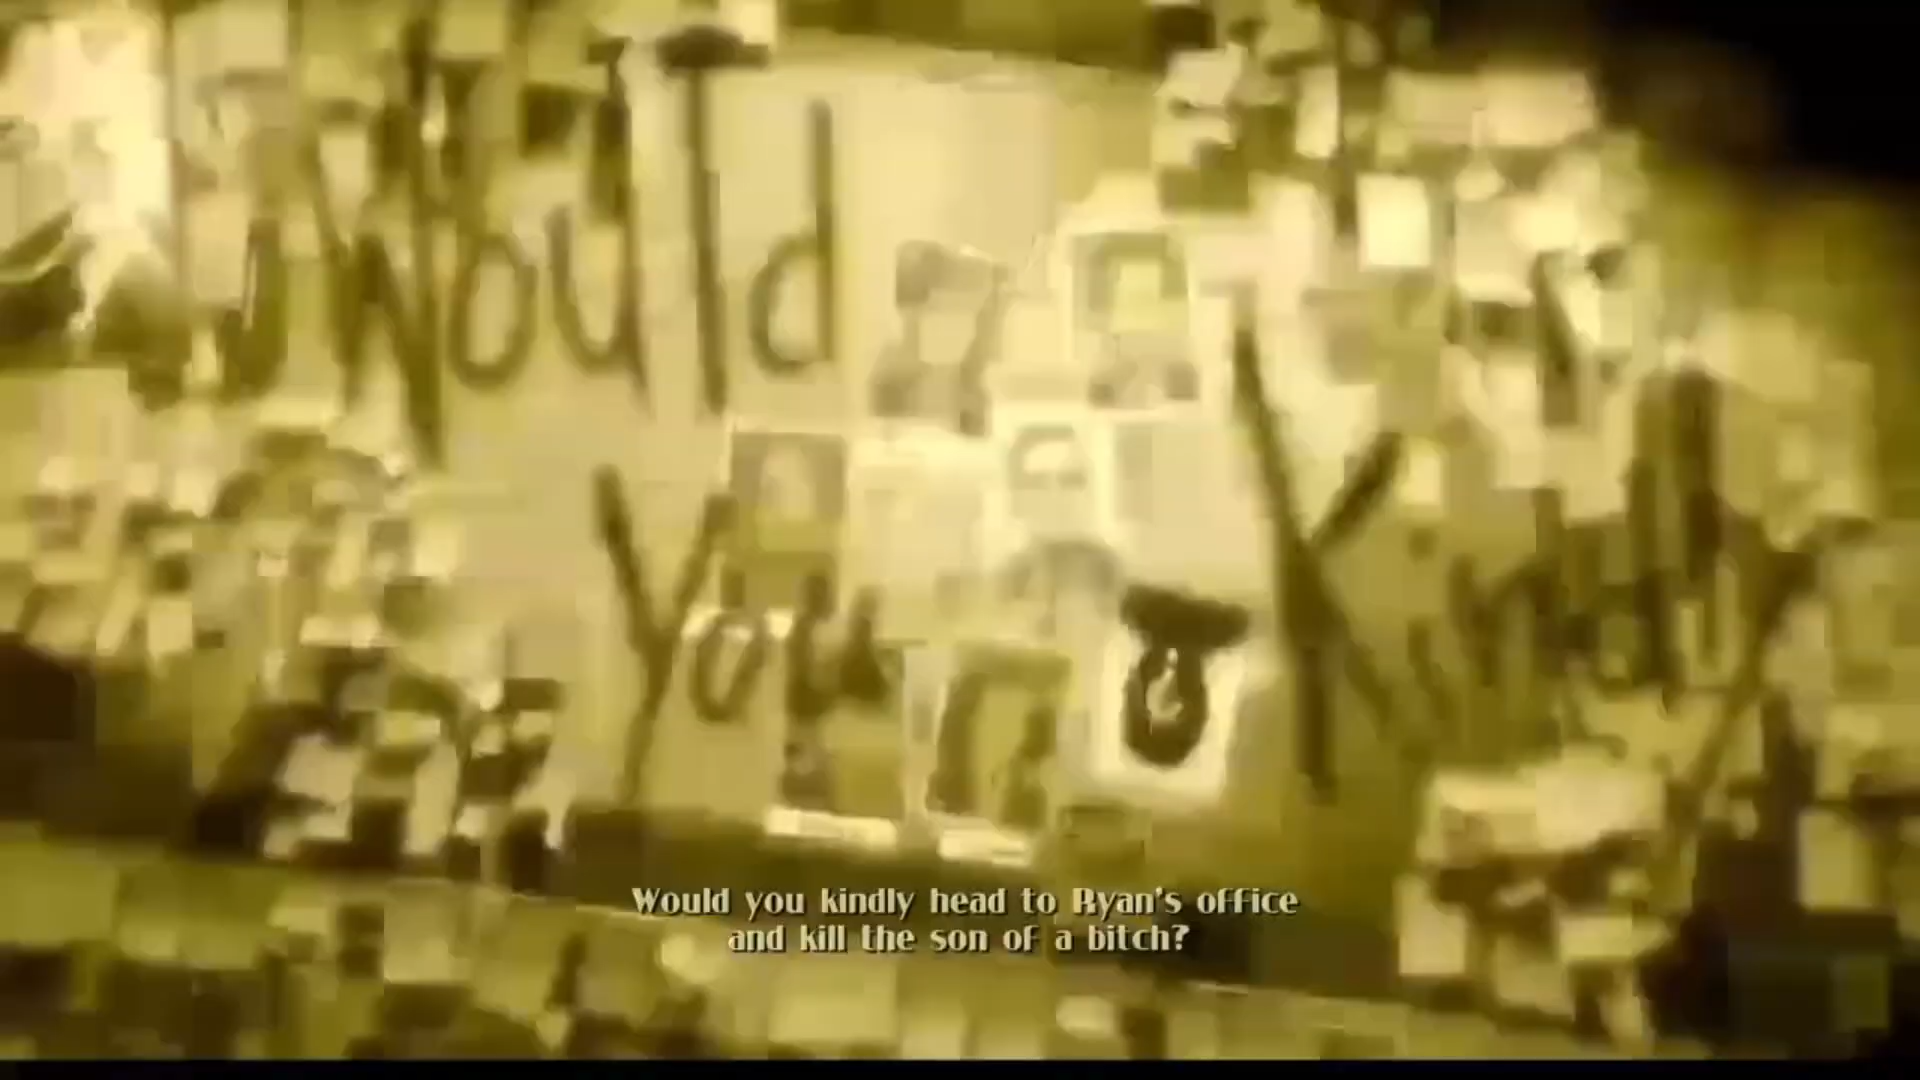 Would
You Kindly
Would you kindly head to Ryan's office
and kill the son of a bitch?